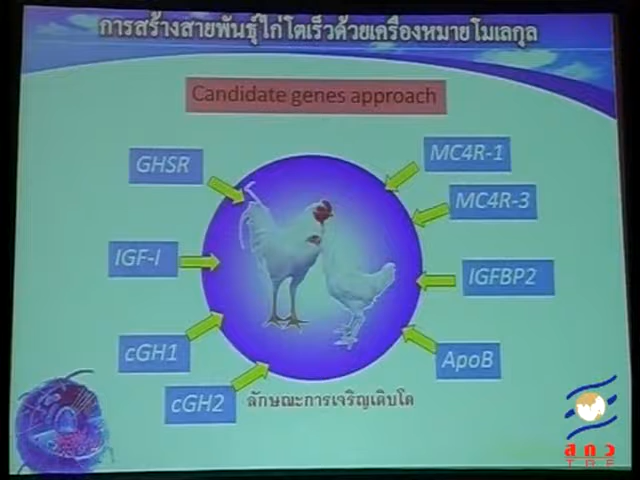 การสร้างสายพันธุ์ไก่โตเร็วด้วยเครื่องหมายโมเลกุล
Candidate genes approach
GHSR
MC4R-1
MC4R-3
IGF-I
IGFBP2
cGH1
ApoB
cGH2
ลักษณะการเจริญเติบโต
สกว
TRF